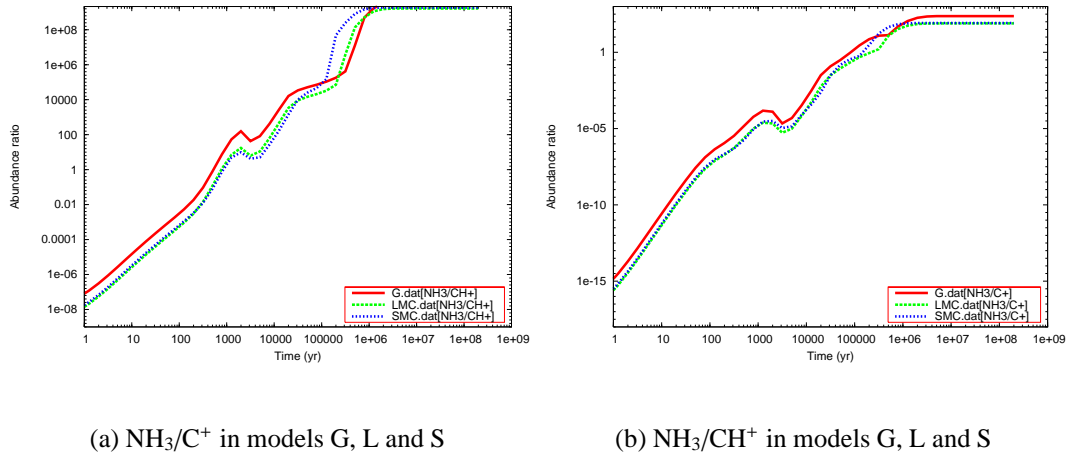 1e+08
1e+06
10000
100
1
0.01
0.0001
1e-06
1e-08
Abundance ratio
1 10 100 1000 10000 100000 1e+06 1e+07 1e+08 1e+09
Time (yr)
G.dat[NH3/CH+]
LMC.dat[NH3/CH+]
SMC.dat[NH3/CH+]
(a) NH₃/C⁺ in models G, L and S
1
1e-05
1e-10
1e-15
Abundance ratio
1 10 100 1000 10000 100000 1e+06 1e+07 1e+08 1e+09
Time (yr)
G.dat[NH3/C+]
LMC.dat[NH3/C+]
SMC.dat[NH3/C+]
(b) NH₃/CH⁺ in models G, L and S